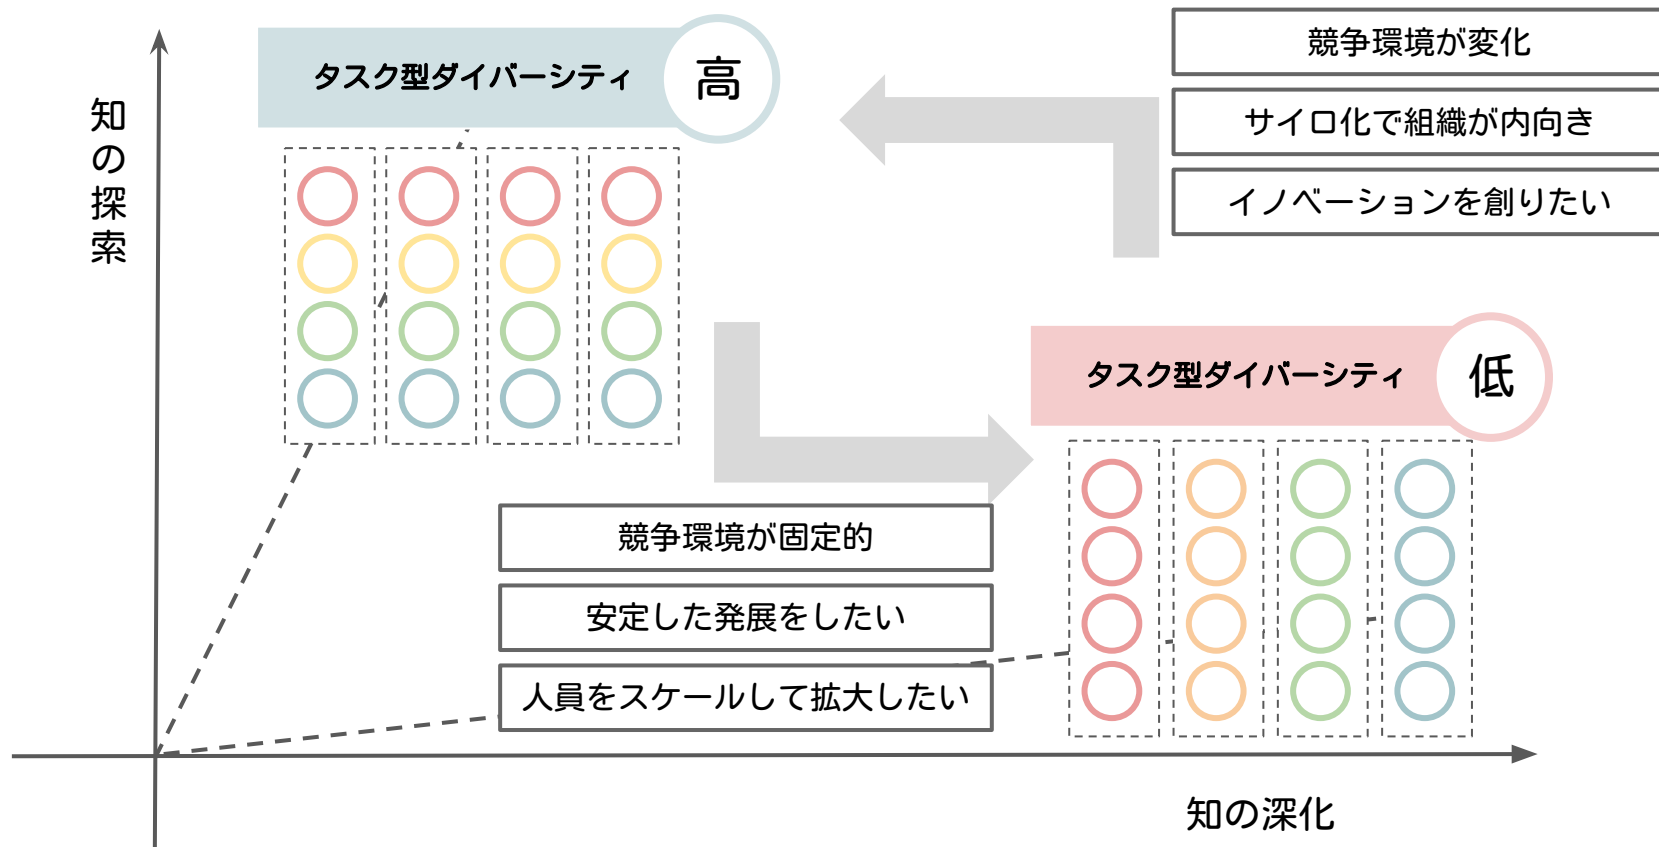 知の探索
タスク型ダイバーシティ
高
競争環境が変化
サイロ化で組織が内向き
イノベーションを創りたい
タスク型ダイバーシティ
低
競争環境が固定的
安定した発展をしたい
人員をスケールして拡大したい
知の深化